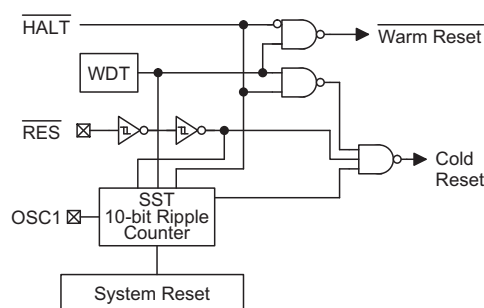 HALT
Warm Reset
WDT
RES
Cold
Reset
SST
10-bit Ripple
Counter
OSC1
System Reset